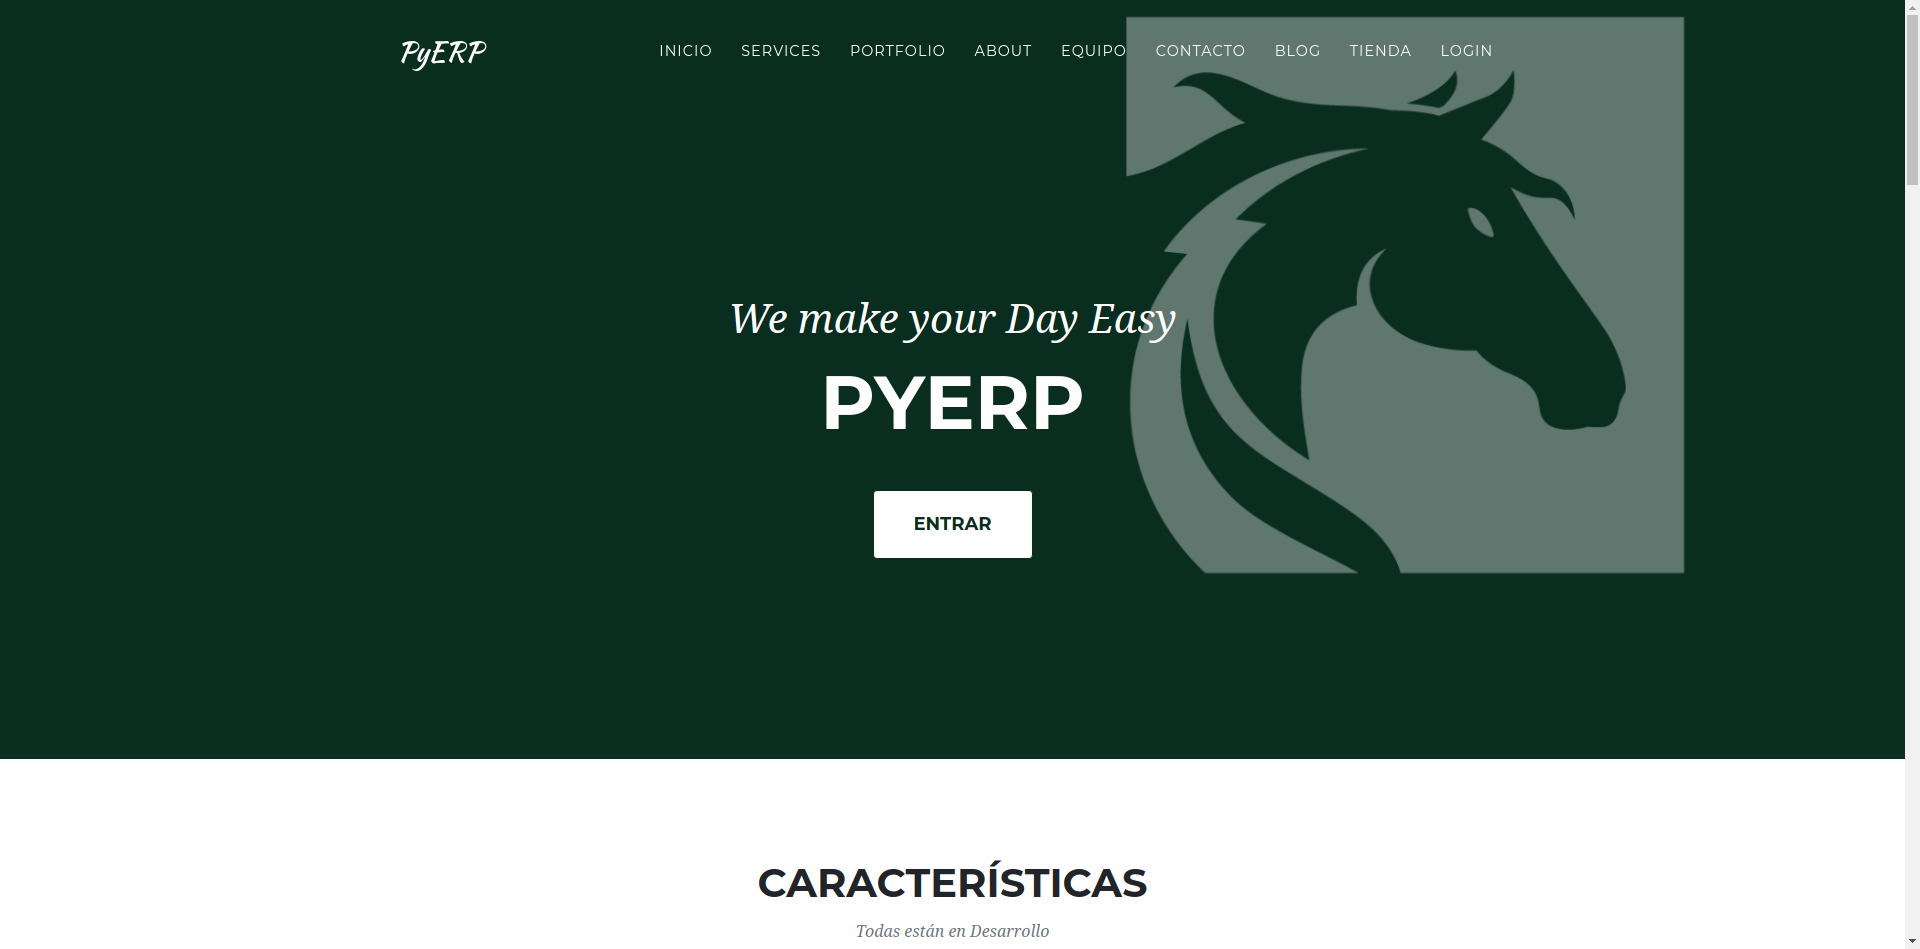 PyERP
INICIO SERVICES PORTFOLIO ABOUT EQUIPO CONTACTO BLOG TIENDA LOGIN
We make your Day Easy
PYERP
ENTRAR
CARACTERÍSTICAS
Todas están en Desarrollo